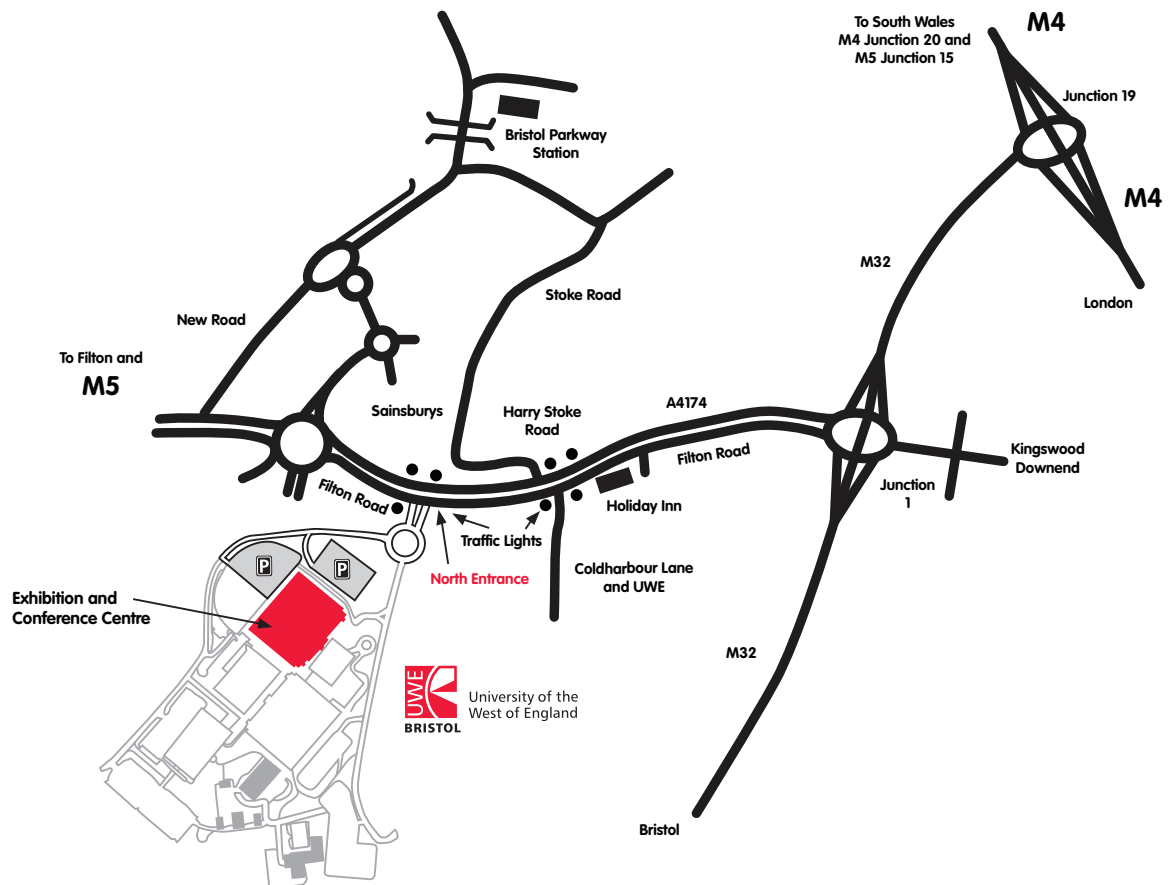 To South Wales
M4 Junction 20 and
M5 Junction 15
M4
Junction 19
Bristol Parkway
Station
M4
M32
Stoke Road
London
New Road
To Filton and
M5
Sainsburys
Harry Stoke
Road
A4174
Filton Road
Kingswood
Downend
Junction
1
Filton Road
Holiday Inn
Traffic Lights
North Entrance
Coldharbour Lane
and UWE
P
P
Exhibition and
Conference Centre
M32
UWE
BRISTOL
University of the
West of England
Bristol